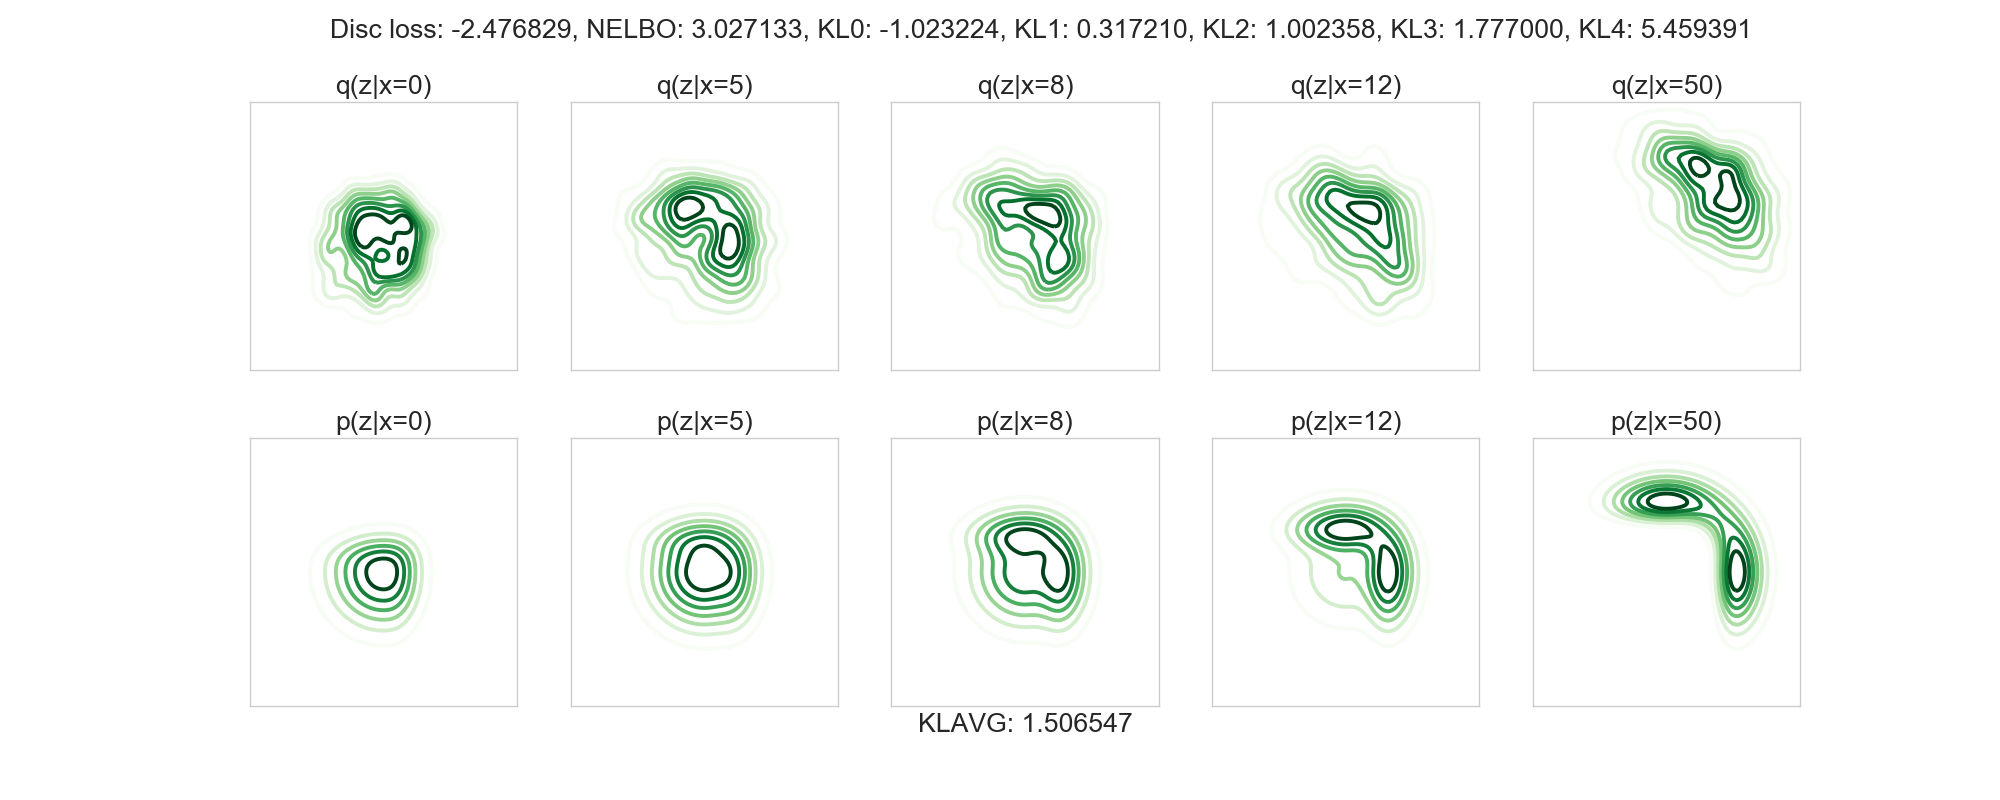 Disc loss: -2.476829, NELBO: 3.027133, KL0: -1.023224, KL1: 0.317210, KL2: 1.002358, KL3: 1.777000, KL4: 5.459391
q(z|x=0)
q(z|x=5)
q(z|x=8)
q(z|x=12)
q(z|x=50)
p(z|x=0)
p(z|x=5)
p(z|x=8)
p(z|x=12)
p(z|x=50)
KLAVG: 1.506547